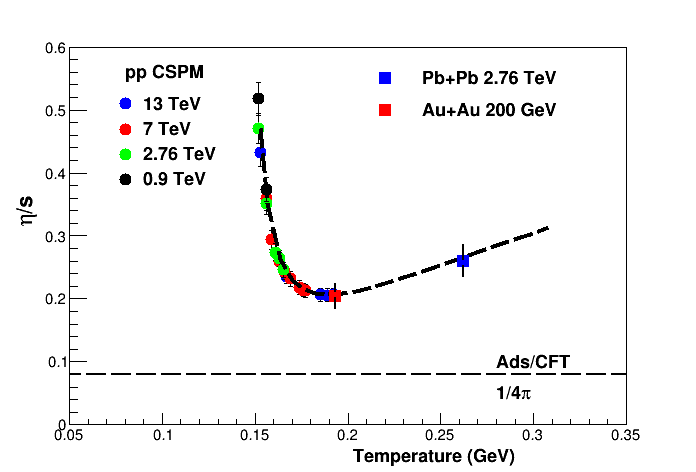 η/s
0.6
0.5
0.4
0.3
0.2
0.1
0
pp CSPM
13 TeV
7 TeV
2.76 TeV
0.9 TeV
Pb+Pb 2.76 TeV
Au+Au 200 GeV
Ads/CFT
1/4π
0.05 0.1 0.15 0.2 0.25 0.3 0.35
Temperature (GeV)